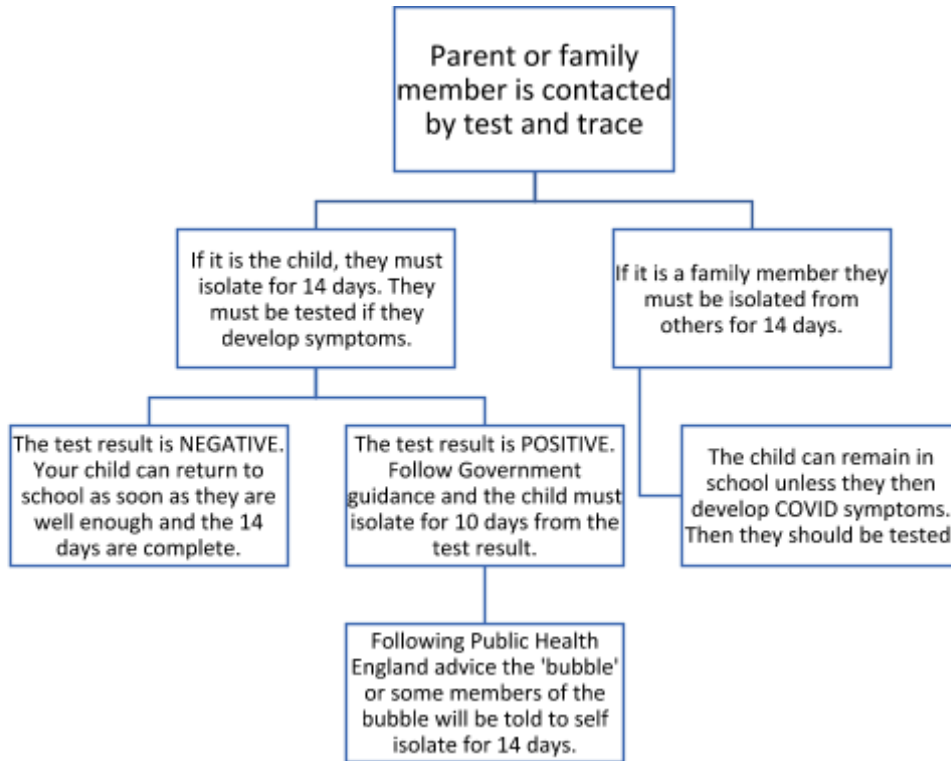 Parent or family
member is contacted
by test and trace
If it is the child, they must
isolate for 14 days. They
must be tested if they
develop symptoms.
If it is a family member they
must be isolated from
others for 14 days.
The test result is NEGATIVE.
Your child can return to
school as soon as they are
well enough and the 14
days are complete.
The test result is POSITIVE.
Follow Government
guidance and the child must
isolate for 10 days from the
test result.
The child can remain in
school unless they then
develop COVID symptoms.
Then they should be tested
Following Public Health
England advice the 'bubble'
or some members of the
bubble will be told to self
isolate for 14 days.